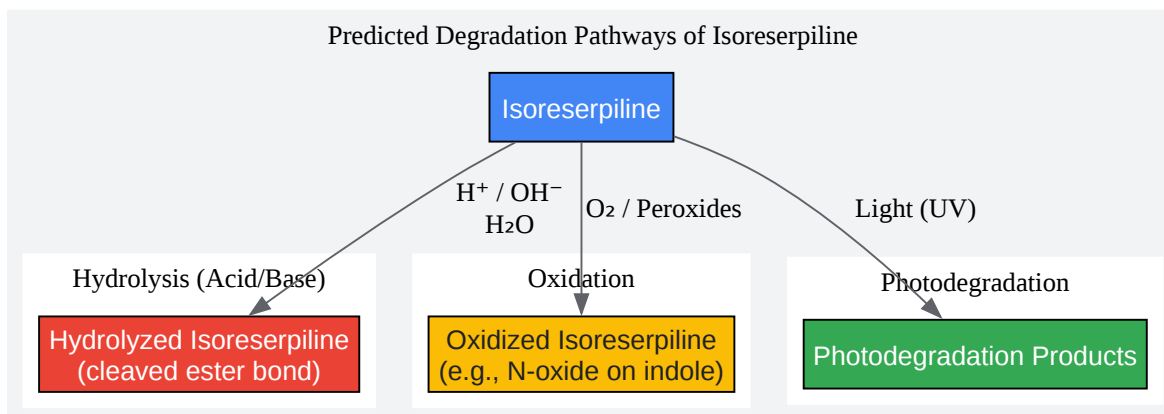 Predicted Degradation Pathways of Isoreserpiline
Isoreserpiline
H⁺ / OH⁻
H₂O
O₂ / Peroxides
Light (UV)
Hydrolysis (Acid/Base)
Oxidation
Photodegradation
Hydrolyzed Isoreserpiline
(cleaved ester bond)
Oxidized Isoreserpiline
(e.g., N-oxide on indole)
Photodegradation Products